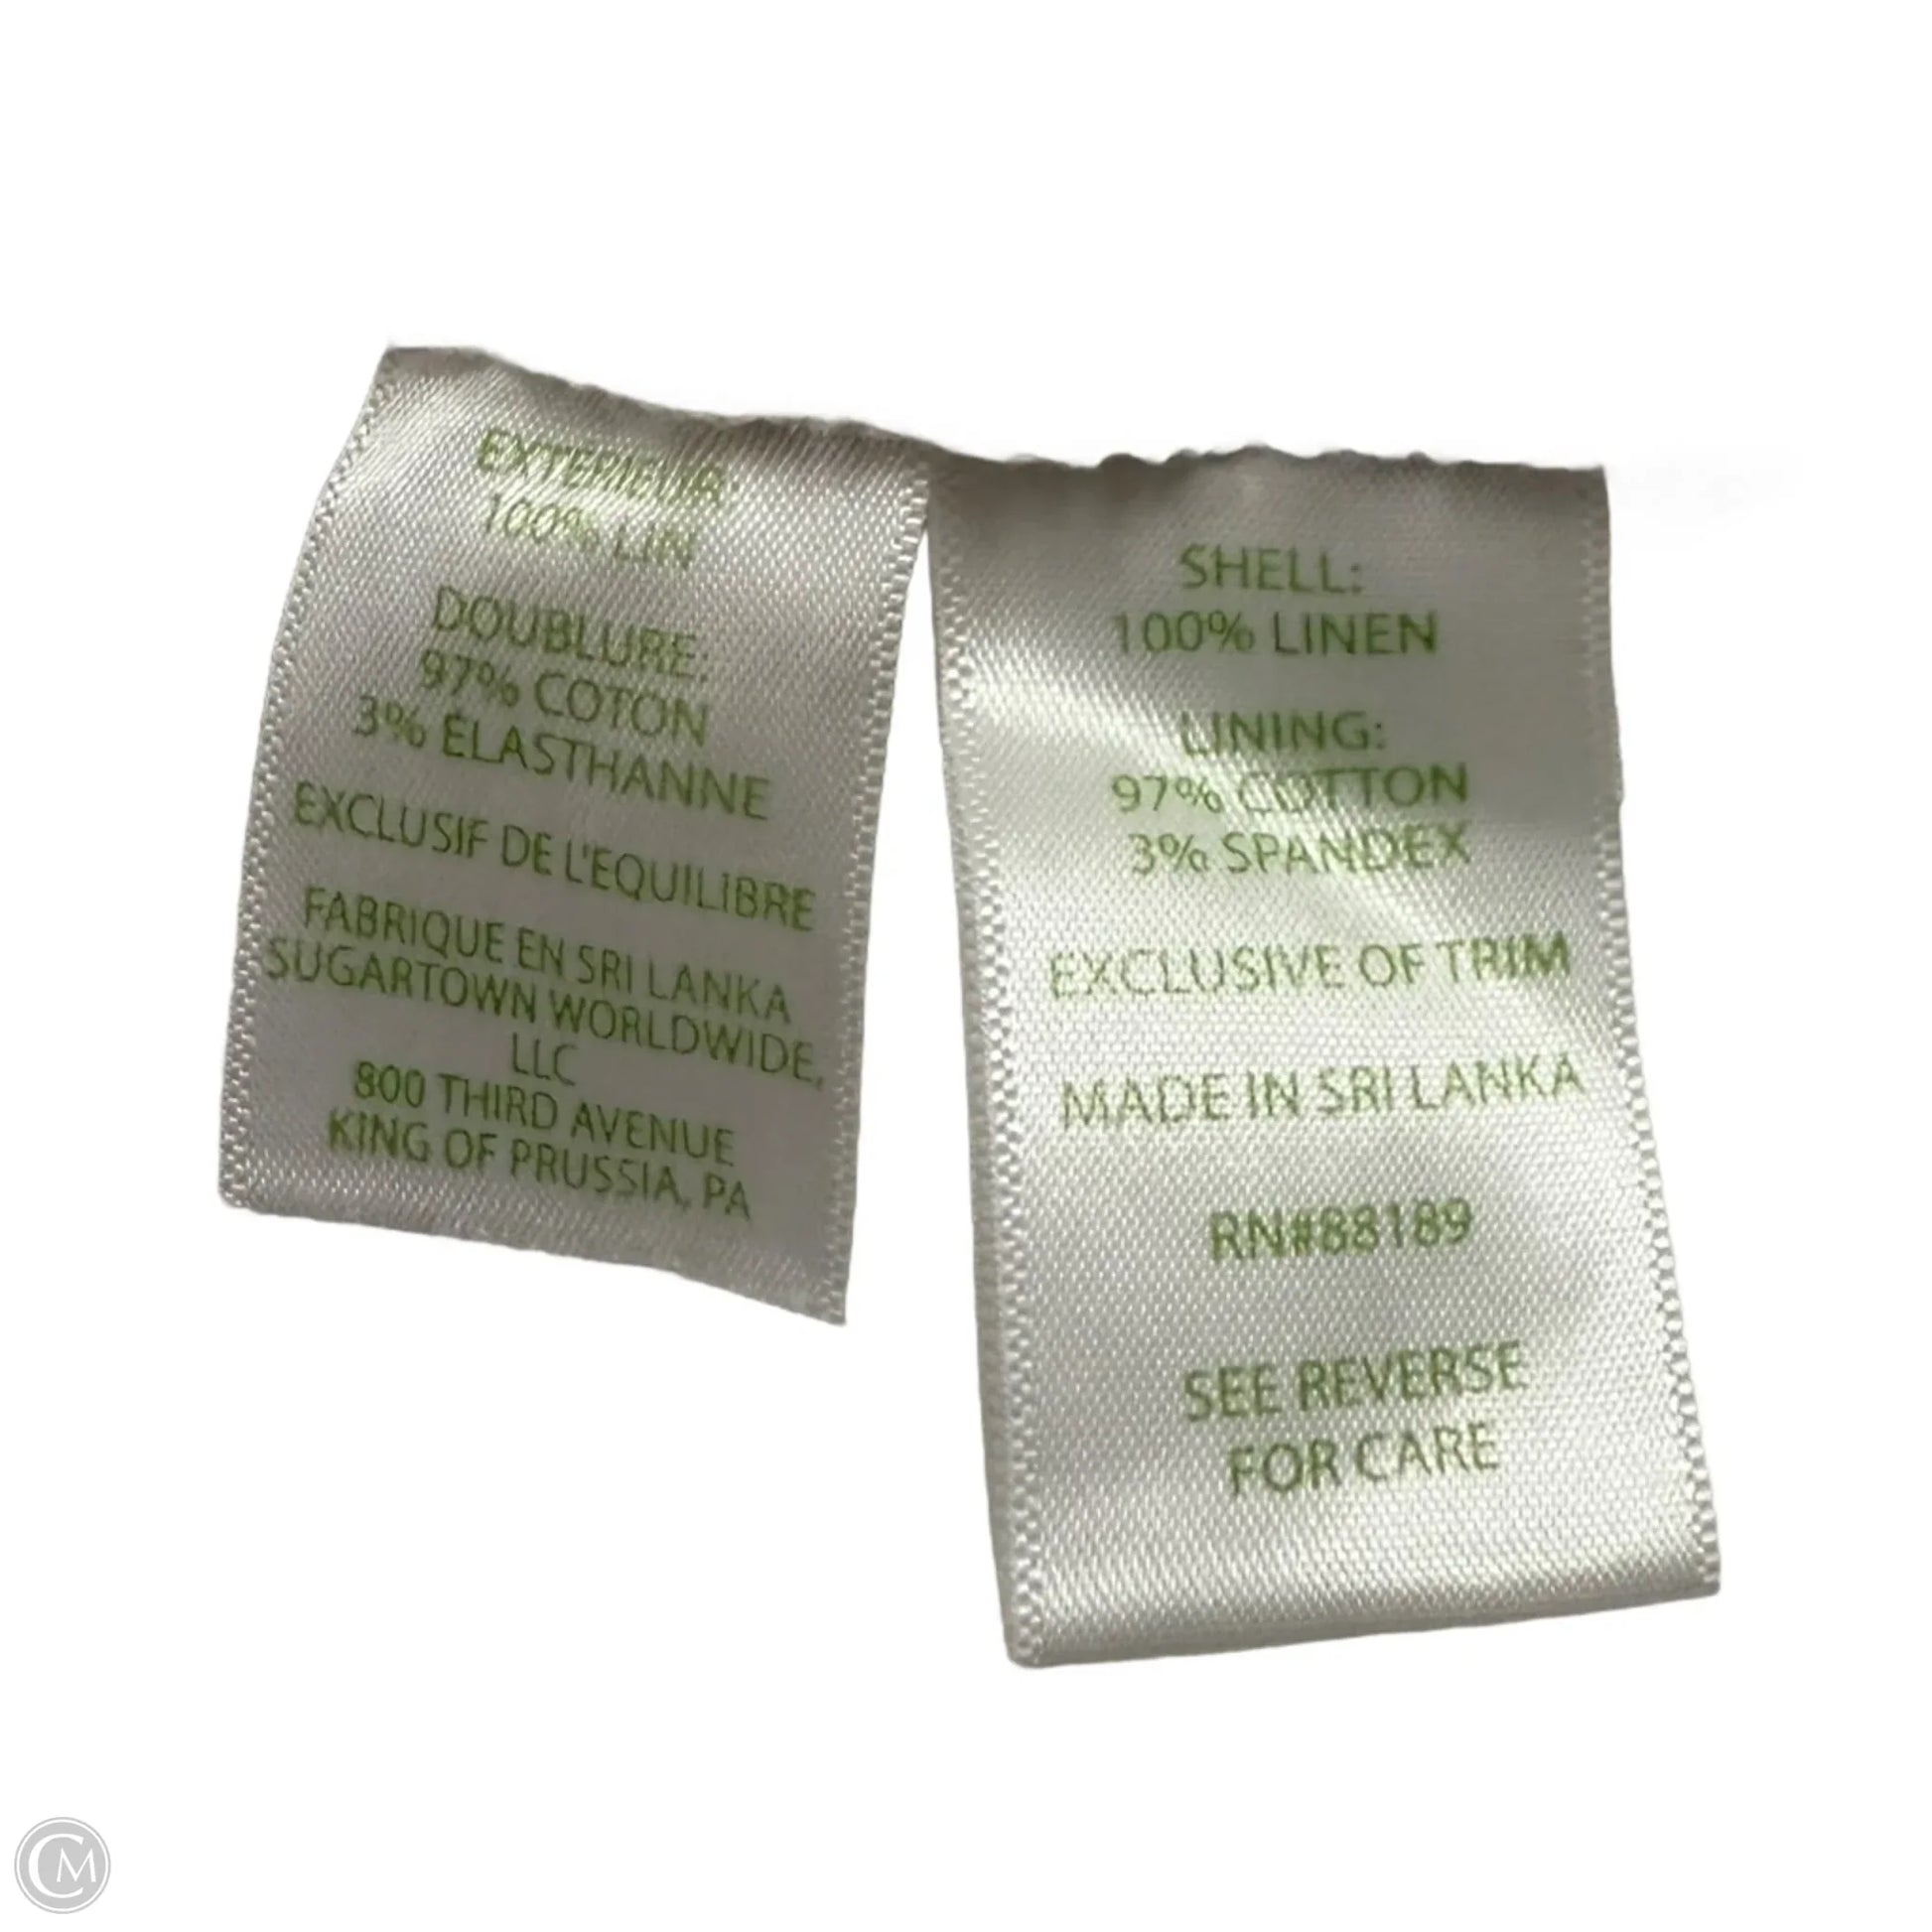 EXTERIEUR
100% LIN
DOUBLURE:
97% COTON
3% ÉLASTHANNE
EXCLUSIF DE L'EQUILIBRE
FABRIQUE EN SRI LANKA
SUGARTOWN WORLDWIDE,
LLC
800 THIRD AVENUE
KING OF PRUSSIA, PA
SHELL:
100% LINEN
LINING:
97% COTTON
3% SPANDEX
EXCLUSIVE OF TRIM
MADE IN SRI LANKA
RN#88189
SEE REVERSE
FOR CARE
CM